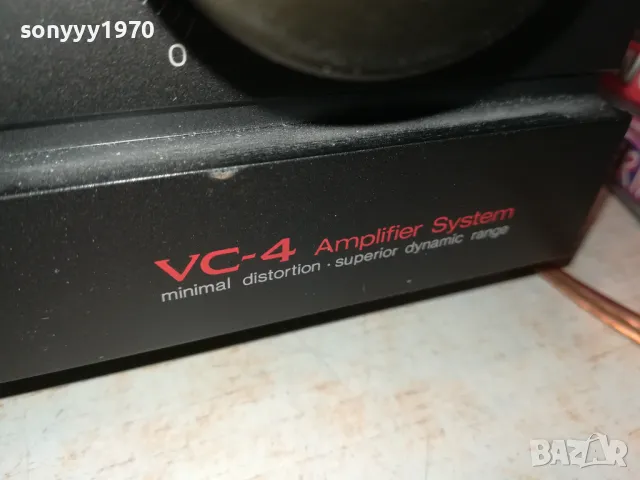 sonyyy1970
0
VC-4 Amplifier System
minimal distortion · superior dynamic range
BAZAR